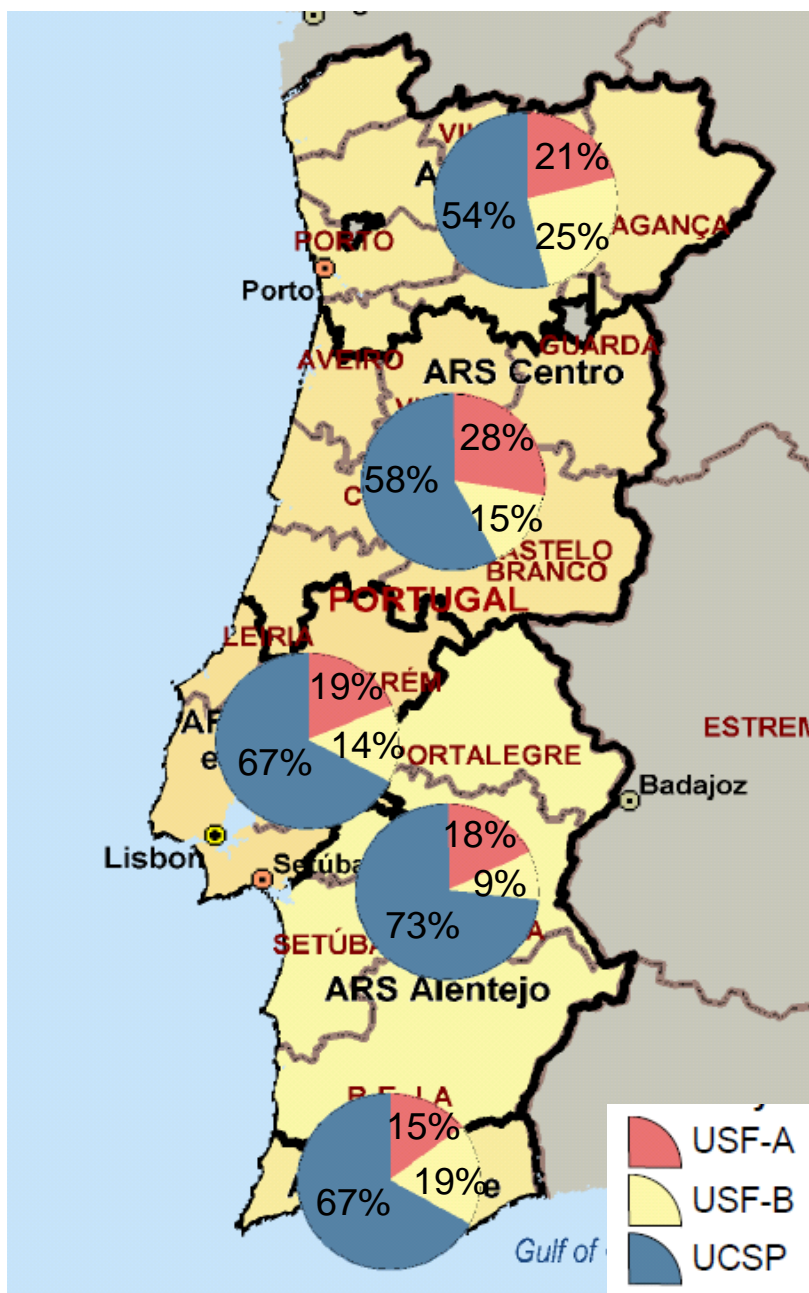 21%
54%
25%
AGANÇA
PORTO
Porto
GUARDA
AVEIRO
ARS Centro
28%
58%
15%
ASTELO
BRANCO
PORTUGAL
LEIRIA
19%
RÉM
14%
67%
ORTALEGRE
ESTREM
Badajoz
18%
Lisbon
Setúba
9%
73%
SETÚBA
ARS Alentejo
15%
19%
67%
USF-A
USF-B
UCSP
Gulf of